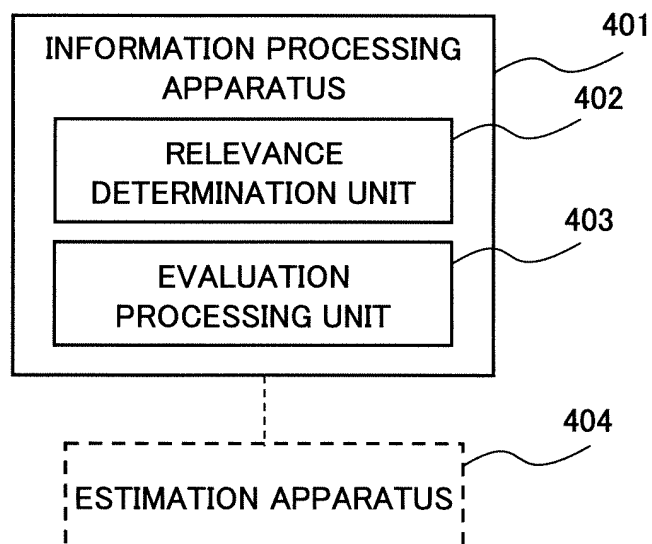 401
INFORMATION PROCESSING
APPARATUS
402
RELEVANCE
DETERMINATION UNIT
403
EVALUATION
PROCESSING UNIT
404
ESTIMATION APPARATUS